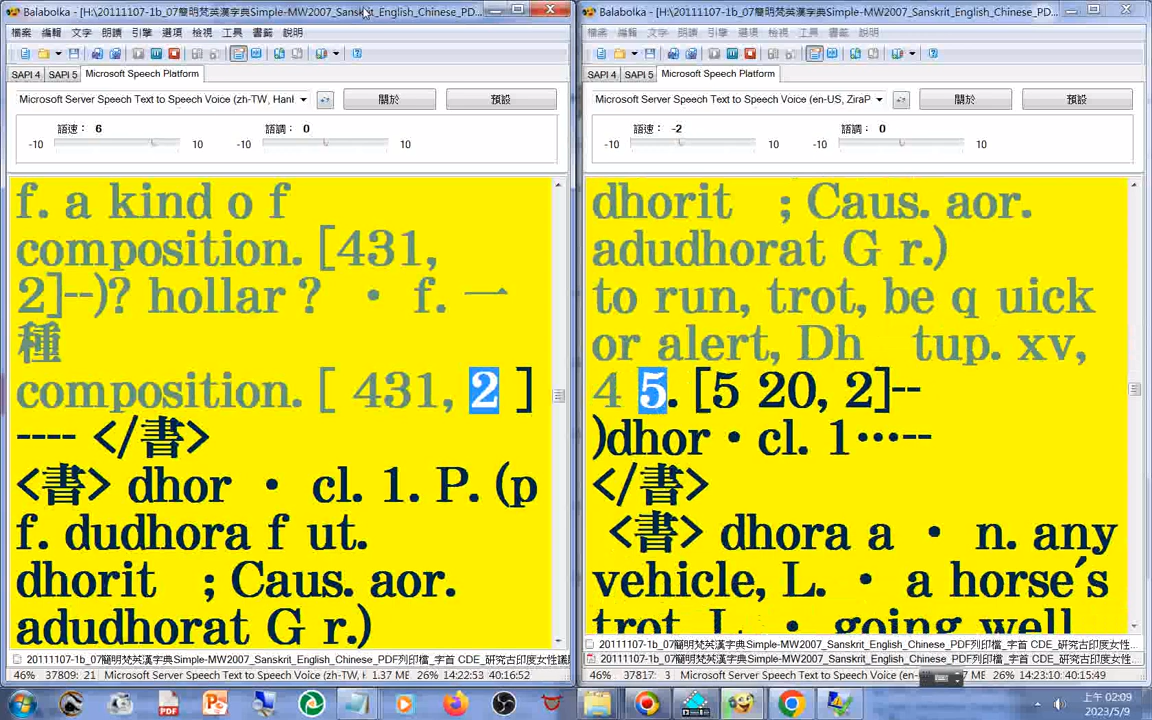 Balabolka - [H:\20111107-1b_07簡明梵英漢字典Simple-MW2007_Sanskrit_English_Chinese_PD...
檔案 編輯 文字 朗讀 引擎 選項 檢視 工具 書籤 說明
SAPI 4 SAPI 5 Microsoft Speech Platform
Microsoft Server Speech Text to Speech Voice (zh-TW, Hanl
關於 預設
語速： 6 語調： 0
-10 10 -10 10
f. a kind o f
composition. [431,
2]--)? hollar ? • f. 一
種
composition. [ 431, 2 ]
---- </書>
<書> dhor • cl. 1. P. (p
f. dudhora f ut.
dhorit ; Caus. aor.
adudhorat G r.)
20111107-1b_07簡明梵英漢字典Simple-MW2007_Sanskrit_English_Chinese_PDF列印檔_字首 CDE_研究古印度女性議
46% 37809: 21 Microsoft Server Speech Text to Speech Voice (zh-TW, 26% 14:22:53 40:16:52
Balabolka - [H:\20111107-1b_07簡明梵英漢字典Simple-MW2007_Sanskrit_English_Chinese_PD...
檔案 編輯 文字 朗讀 引擎 選項 檢視 工具 書籤 說明
SAPI 4 SAPI 5 Microsoft Speech Platform
Microsoft Server Speech Text to Speech Voice (en-US, ZiraP
關於 預設
語速： -2 語調： 0
-10 10 -10 10
dhorit ; Caus. aor.
adudhorat G r.)
to run, trot, be q uick
or alert, Dh tup. xv,
4 5. [5 20, 2]--
)dhor • cl. 1…--
</書>
<書> dhora a • n. any
vehicle, L. • a horse's
trot, L. • going well
20111107-1b_07簡明梵英漢字典Simple-MW2007_Sanskrit_English_Chinese_PDF列印檔_字首 CDE_研究古印度女性...
20111107-1b_07簡明梵英漢字典Simple-MW2007_Sanskrit_English_Chinese_PDF列印檔_字首 CDE_研究古印度女性...
46% 37817: 3 Microsoft Server Speech Text to Speech Voice (en-US, 26% 14:23:10 40:15:49
上午 02:09
2023/5/9